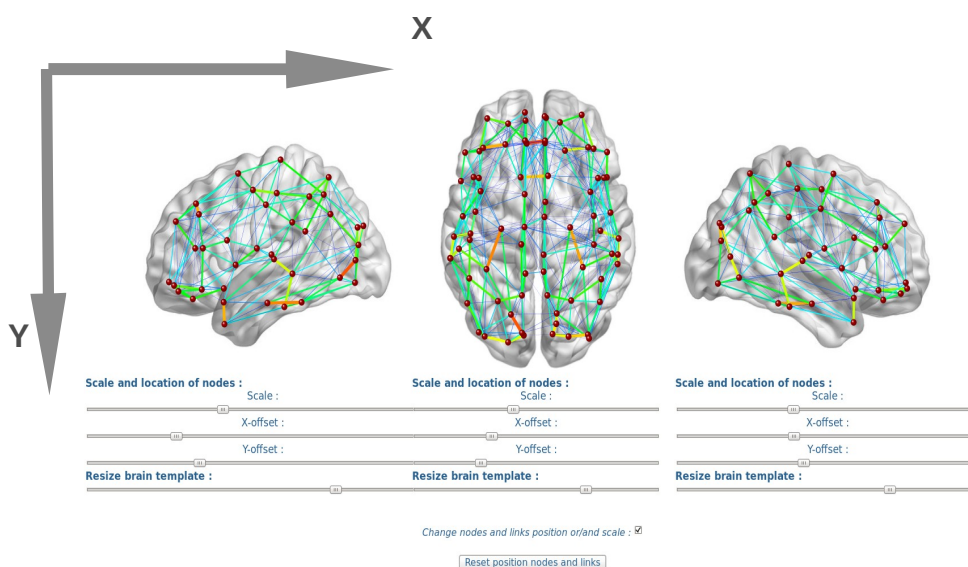 X
Y
Scale and location of nodes : Scale and location of nodes : Scale and location of nodes :
Scale : Scale : Scale :
X-offset : X-offset : X-offset :
Y-offset : Y-offset : Y-offset :
Resize brain template : Resize brain template : Resize brain template :
Change nodes and links position or/and scale :
Reset position nodes and links